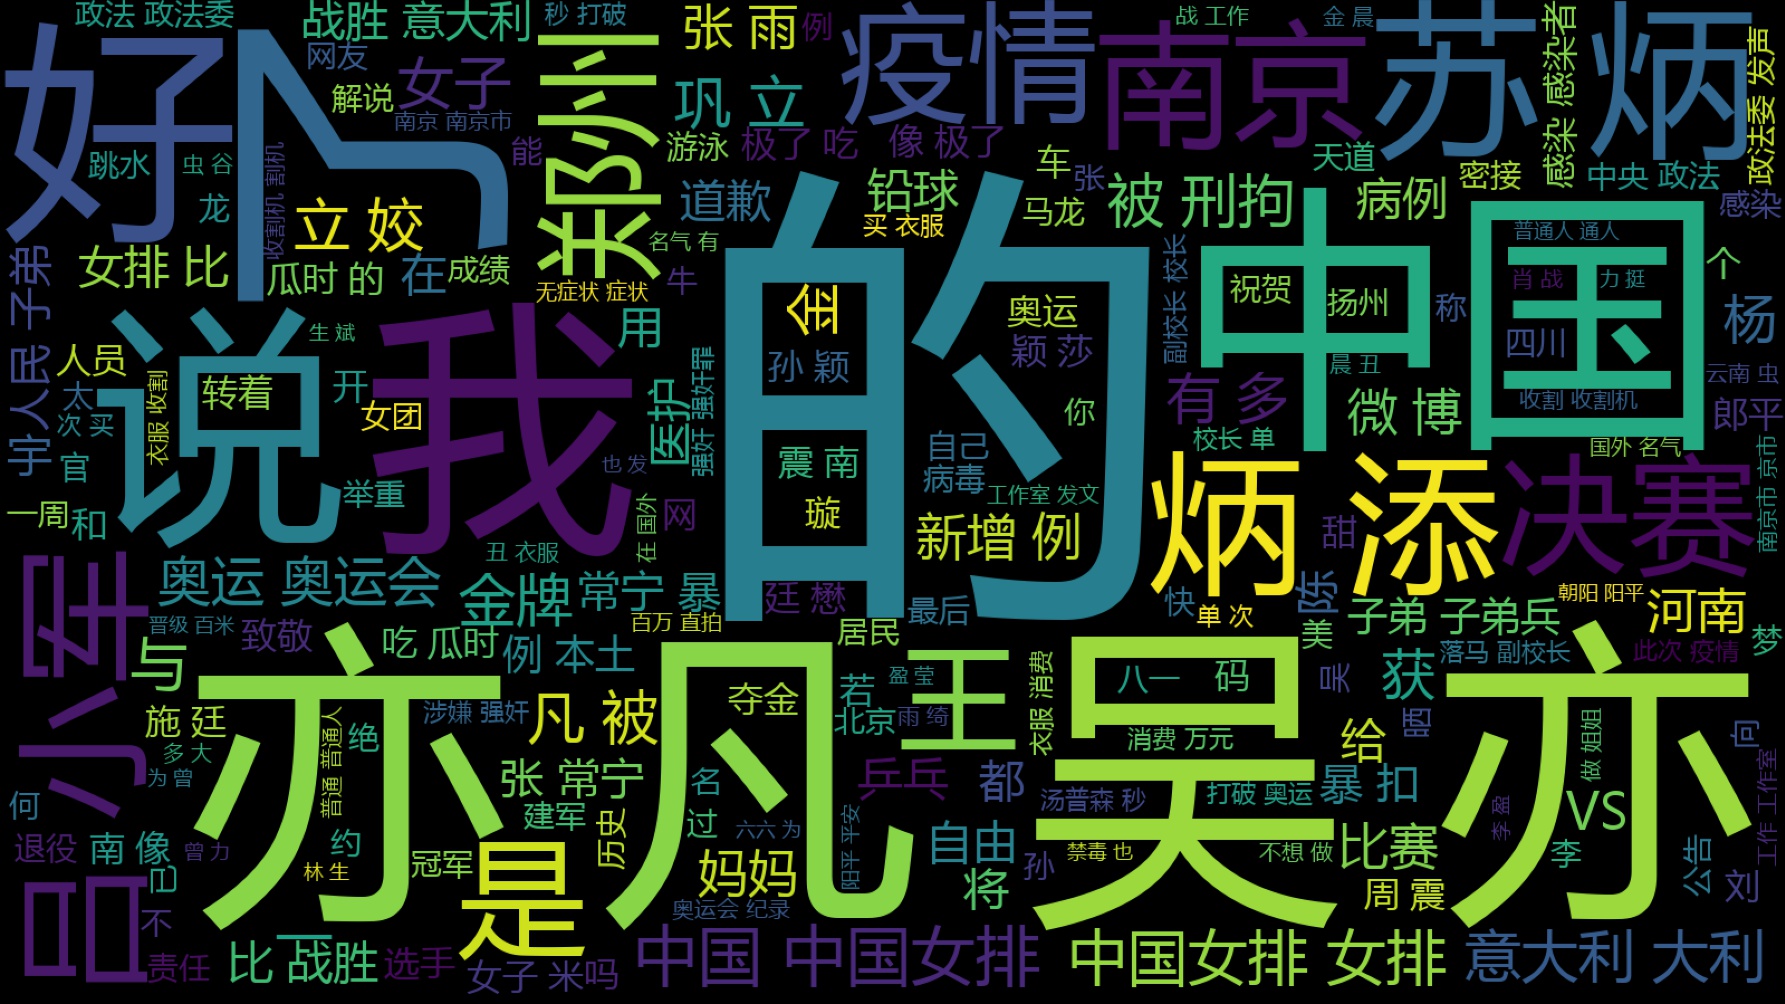 政法 政法委
战胜 意大利
秒 打破
张 雨
例
疫情
南京
战 工作
金 晨
苏 炳
感染 感染者
政法委 发声
好
网友
解说
女子
南京 南京市
郑州
巩 立
游泳
极了 吃
像 极了
能
跳水
虫 谷
龙
收割机 割机
立 姣
女排 比
瓜时 的
在
成绩
无症状 症状
道歉
名气 有
牛
铅球
买 衣服
车
张
马龙
被 刑拘
天道
病例
密接
中央 政法
感染
副校长 校长
中国
普通人 通人
肖 战
力 挺
祝贺
扬州
称
四川
个
杨
云南 虫
郎平
收割 收割机
国外 名气
晨 丑
的
金
孙 颖
奥运
颖 莎
你
震 南
璇
自己
病毒
工作室 发文
新增 例
有 多
校长 单
微 博
子弟
宇 人民 子弟
人员
太
次 买
官
一周
和
说
生 斌
转着
衣服 收割
开
女团
举重
我
用
医护
强奸 强奸罪
也 发
网
在 国外
丑 衣服
炳 添
甜
决赛
南京市 京市
吕小军
奥运 奥运会
金牌
常宁 暴
晋级 百米
致敬
吃 瓜时
例 本土
百万 直拍
廷 懋
最后
快
单 次
陈
美
子弟 子弟兵
朝阳 阳平
河南
落马 副校长
此次 疫情
梦
与
施 廷
多 大
为 曾
何
亦凡
普通 普通人
绝
涉嫌 强奸
凡 被
张 常宁
建军
历史
名
过
夺金
六六 为
居民
若
盈 莹
北京
雨 绮
王
乒乓
都
衣服 消费
吴亦
八一 码
消费 万元
吴
获
给
晒
汤普森 秒
打破 奥运
暴 扣
做 姐姐
VS
李 盈
李
向
工作 工作室
公告
刘
退役
南 像
曾 力
已
约
林 生
冠军
是
妈妈
阳平 平安
自由
将
孙
禁毒 也
不想 做
比赛
周 震
奥运会 纪录
不
责任
比 战胜
一
选手
女子 米吗
中国 中国女排
中国女排 女排
意大利 大利